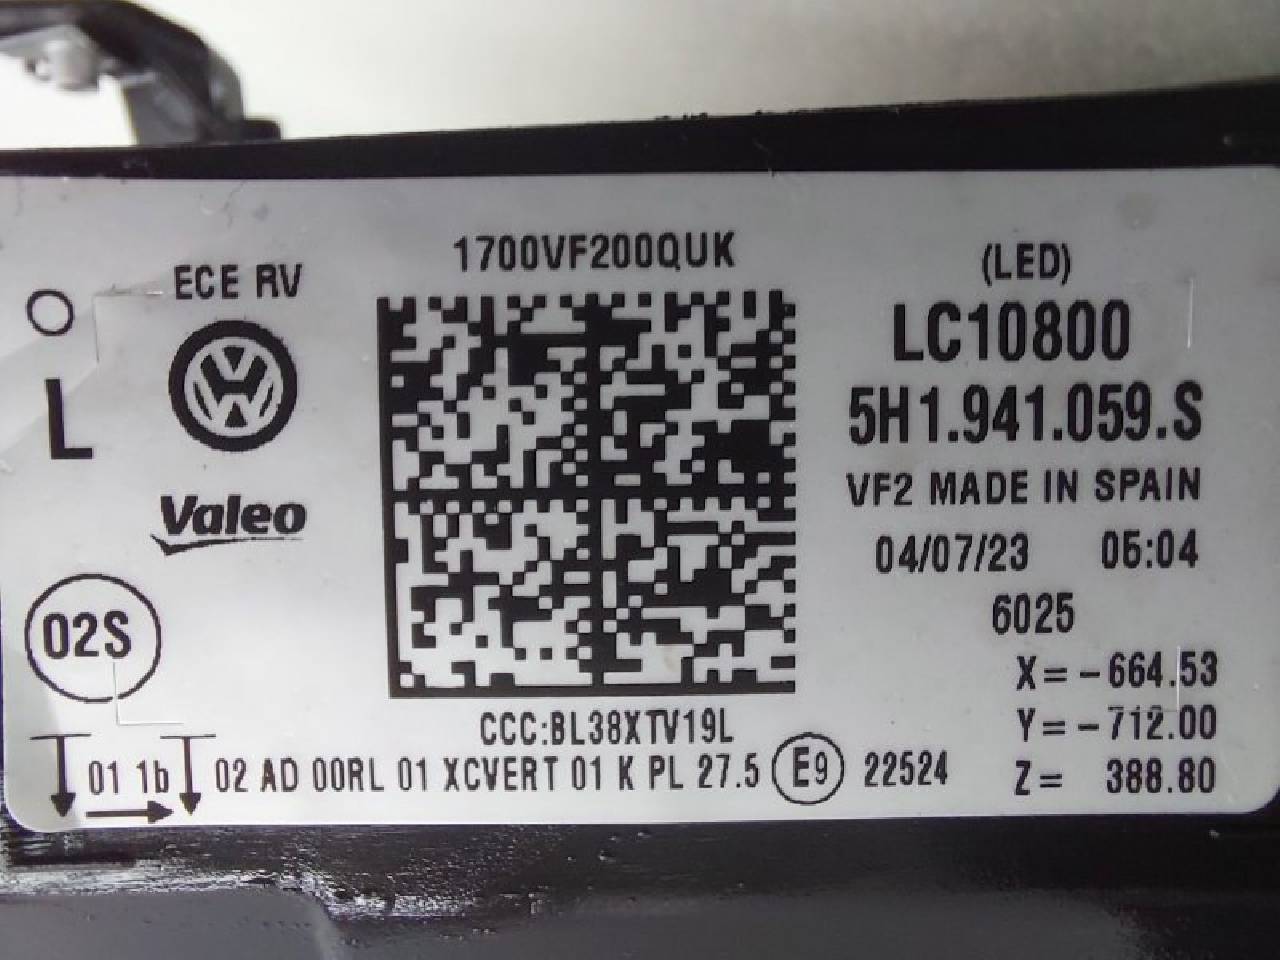 1700VF200QUK
ECE RV
L
Valeo
02S
(LED)
LC10800
5H1.941.059.S
VF2 MADE IN SPAIN
04/07/23 05:04
6025
X= -664.53
Y= -712.00
Z= 388.80
CCC:BL38XTV19L
01 1b 02 AD 00RL 01 XCVERT 01 K PL 27.5 E9 22524